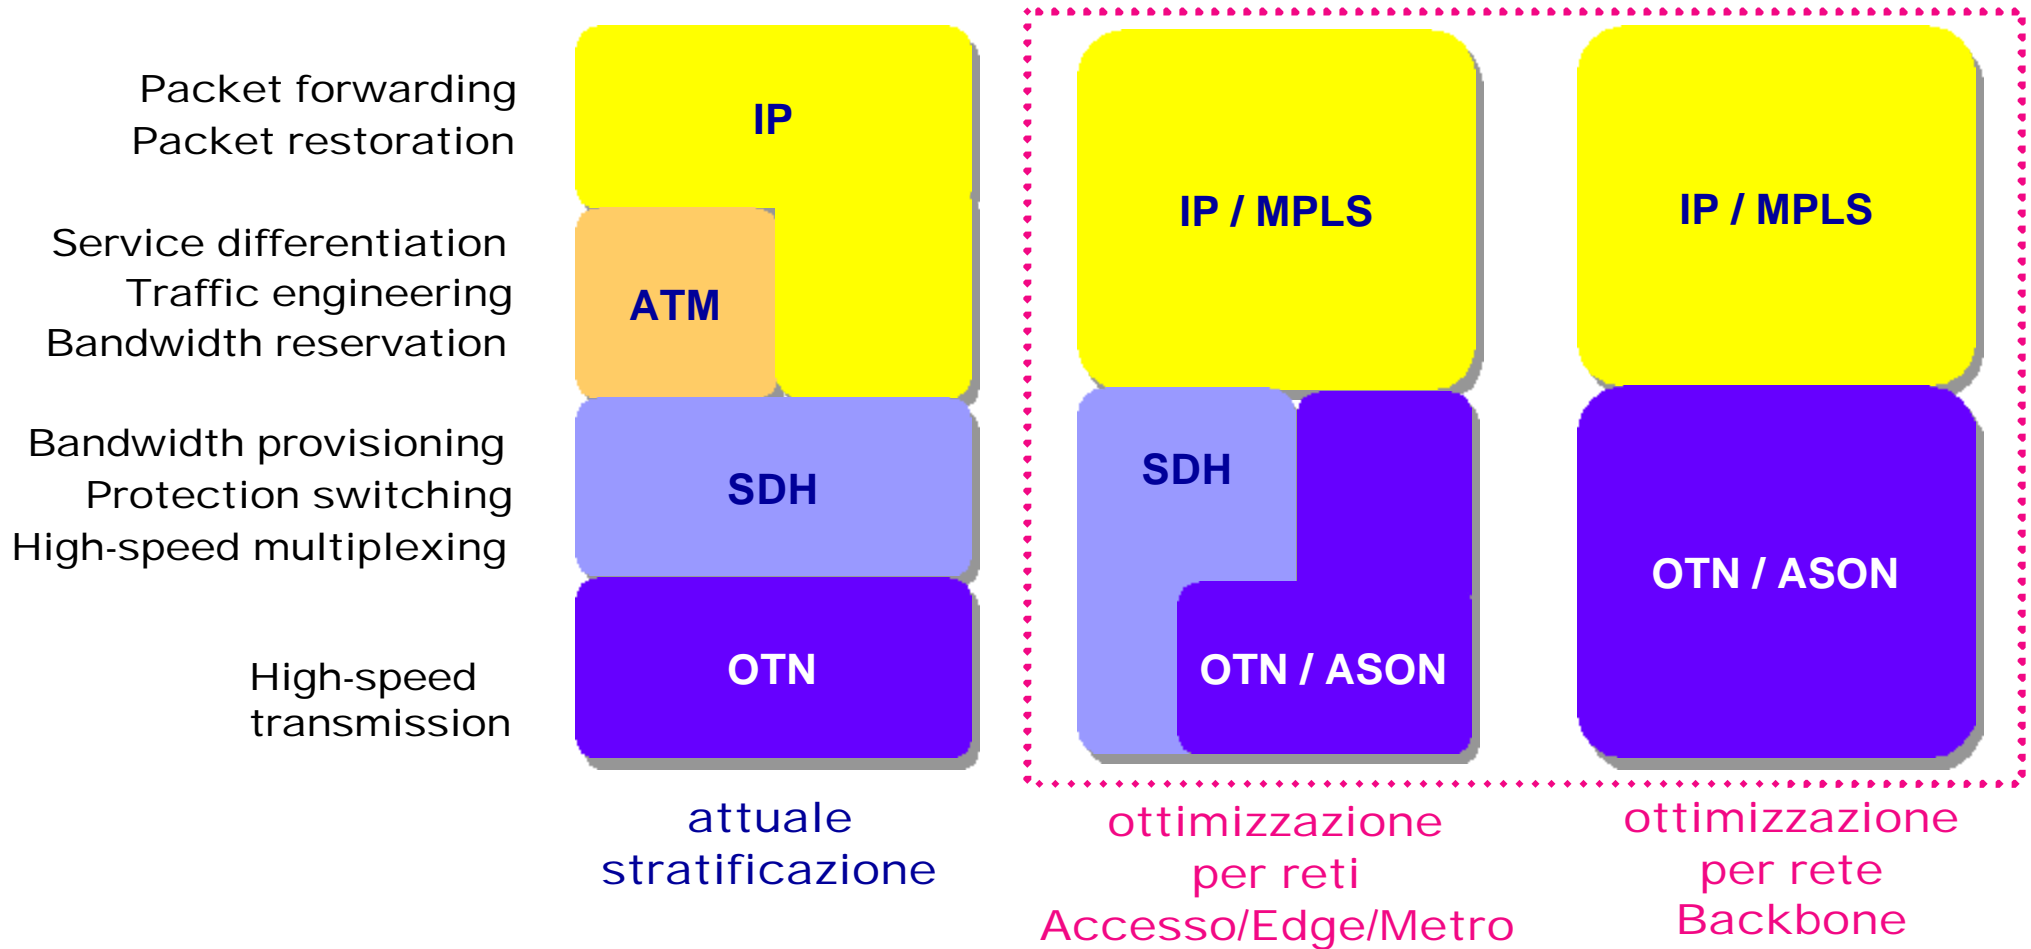 Packet forwarding
Packet restoration
Service differentiation
Traffic engineering
Bandwidth reservation
Bandwidth provisioning
Protection switching
High-speed multiplexing
High-speed
transmission
IP
ATM
SDH
OTN
attuale
stratificazione
IP / MPLS
SDH
OTN / ASON
ottimizzazione
per reti
Accesso/Edge/Metro
IP / MPLS
OTN / ASON
ottimizzazione
per rete
Backbone